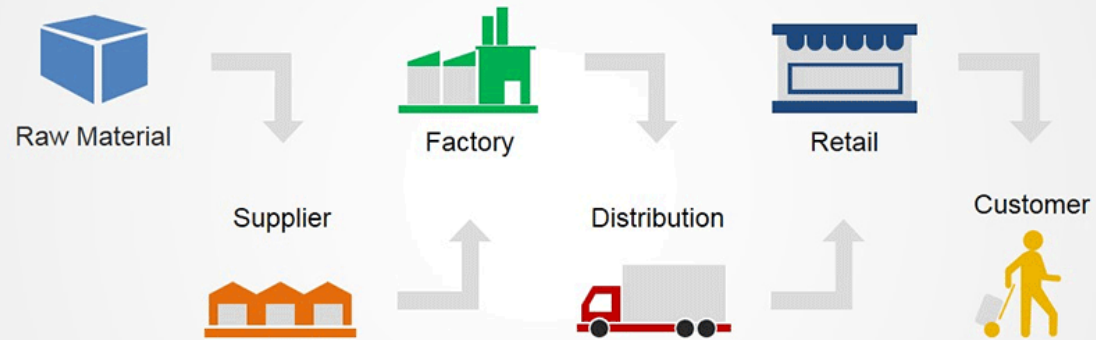 Raw Material
Supplier
Factory
Distribution
Retail
Customer